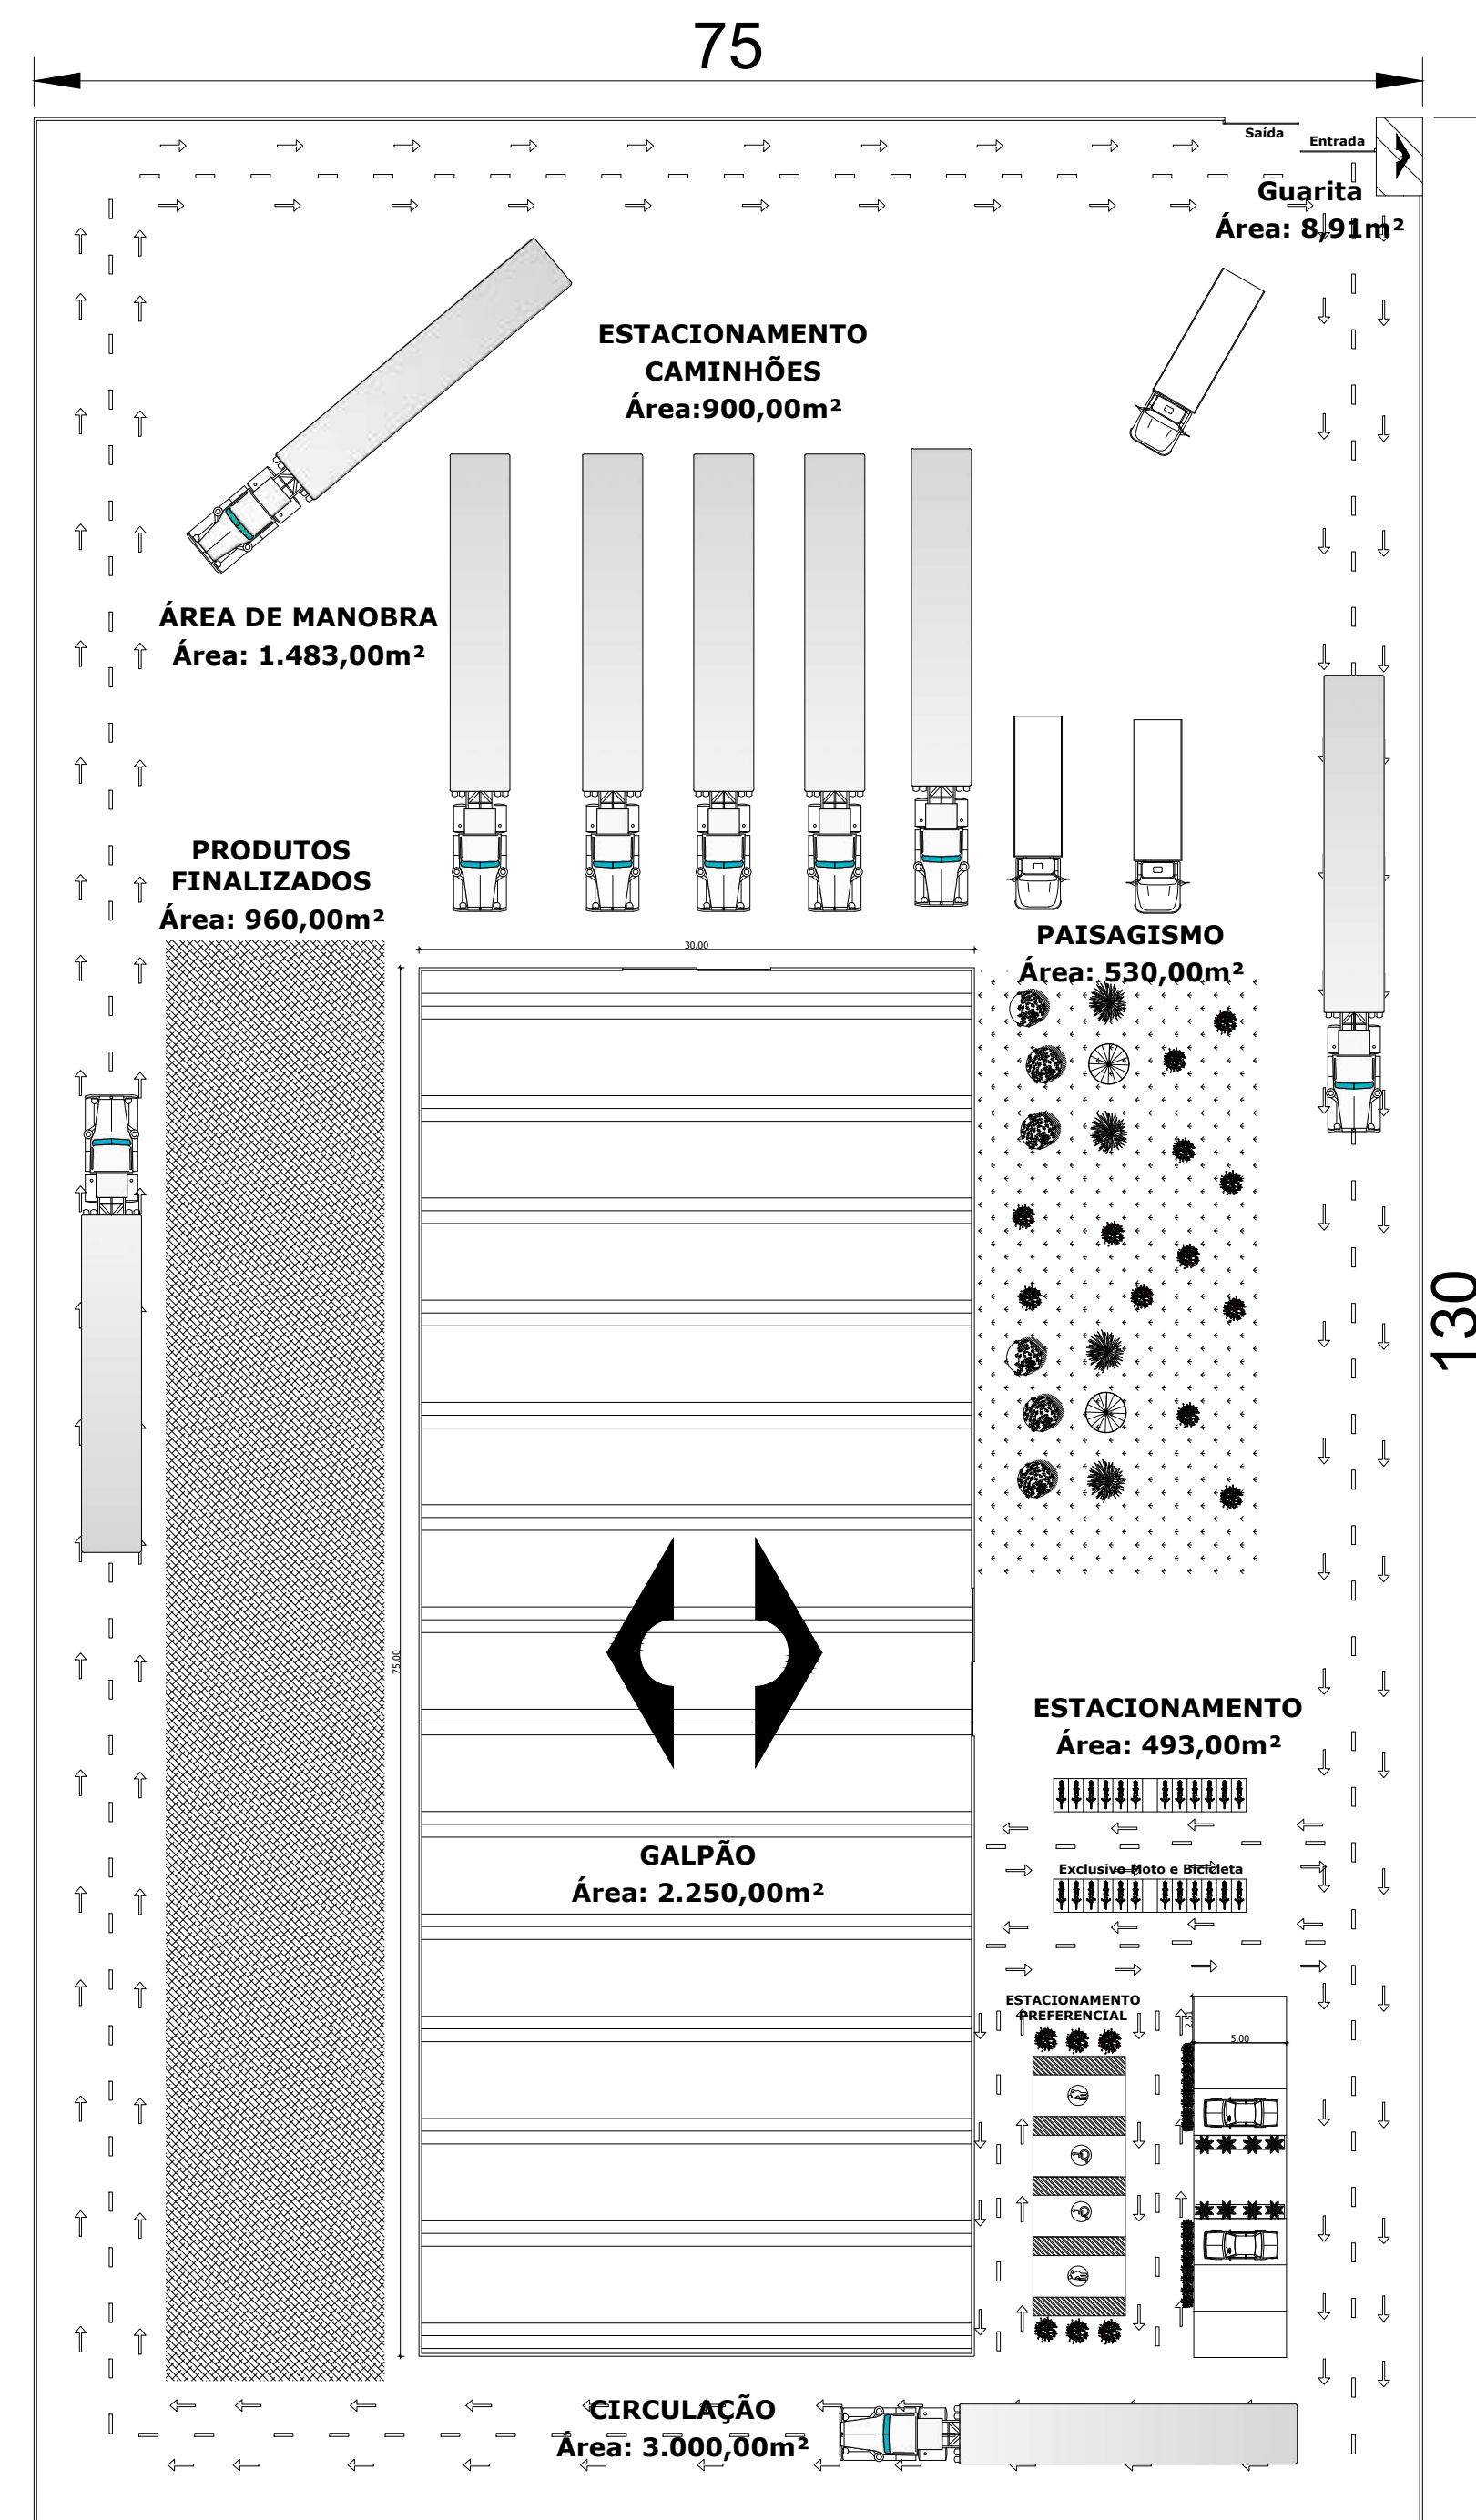 75
Saída
Entrada
Guarita
Área: 8,91m²
ESTACIONAMENTO
CAMINHÕES
Área:900,00m²
ÁREA DE MANOBRA
Área: 1.483,00m²
PRODUTOS
FINALIZADOS
Área: 960,00m²
30.00
PAISAGISMO
Área: 530,00m²
130
75.00
ESTACIONAMENTO
Área: 493,00m²
GALPÃO
Área: 2.250,00m²
Exclusivo Moto e Bicicleta
ESTACIONAMENTO
PREFERENCIAL
5.00
CIRCULAÇÃO
Área: 3.000,00m²